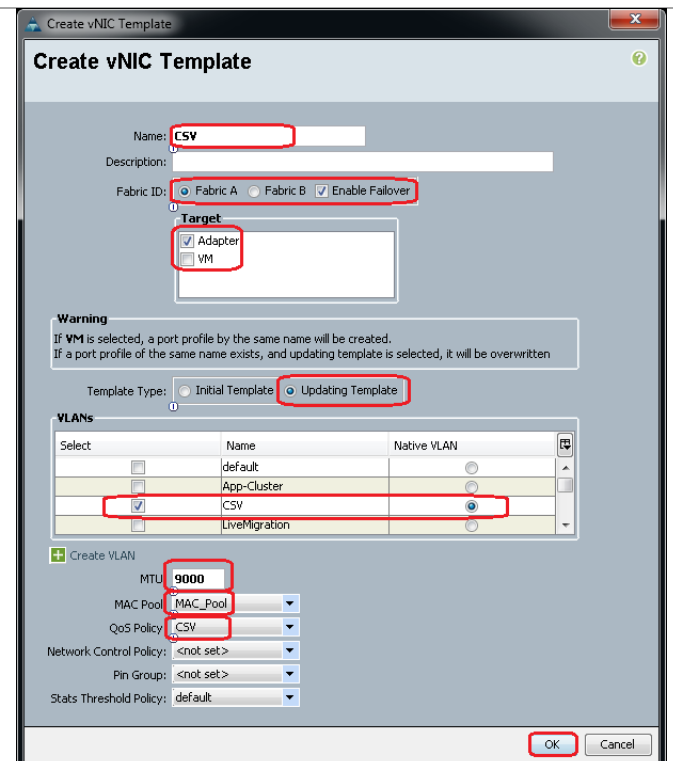 Create vNIC Template
x
Create vNIC Template
?
Name: CSV
Description:
Fabric ID: Fabric A Fabric B Enable Failover
Target
Adapter
VM
Warning
If VM is selected, a port profile by the same name will be created.
If a port profile of the same name exists, and updating template is selected, it will be overwritten
Template Type: Initial Template Updating Template
VLANs
Select Name Native VLAN
default
App-Cluster
CSV
LiveMigration
Create VLAN
MTU 9000
MAC Pool MAC_Pool
QoS Policy CSV
Network Control Policy: <not set>
Pin Group: <not set>
Stats Threshold Policy: default
OK Cancel